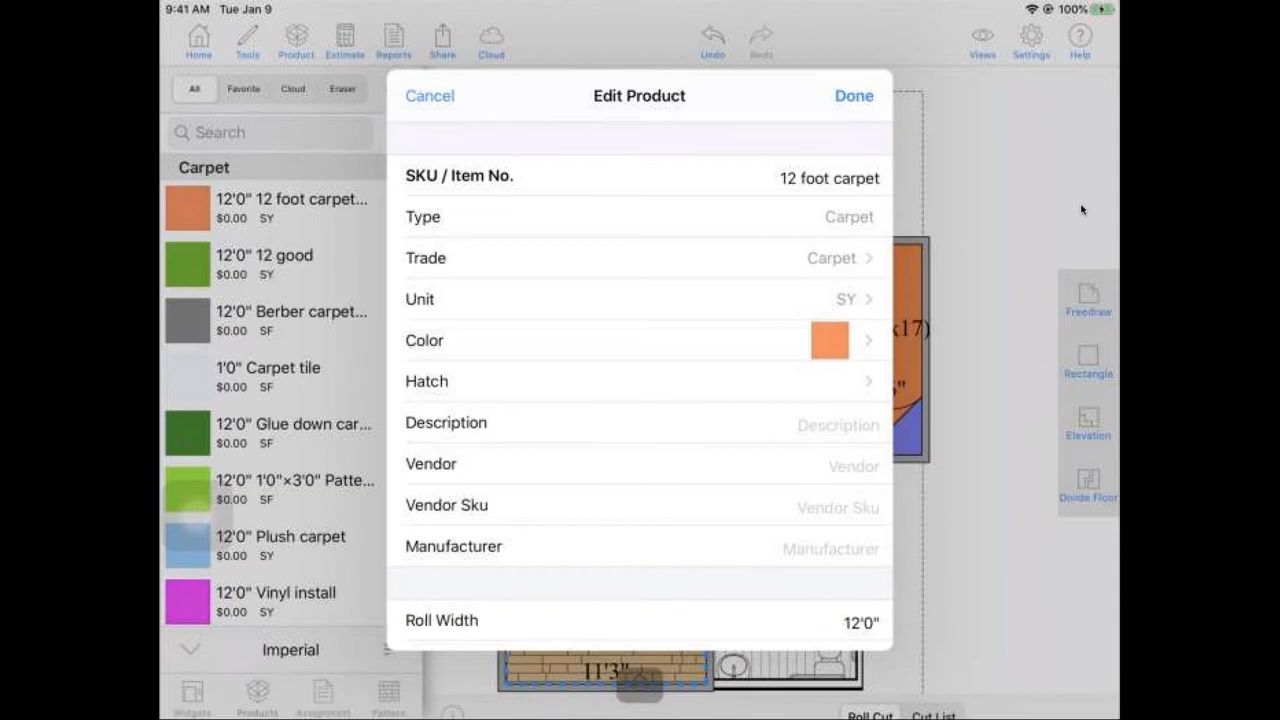 9:41 AM Tue Jan 9
100%
Home Tools Product Estimate Reports Share Cloud Undo Redo Views Settings Help
All Favorite Cloud Eraser
Search
Carpet
12'0" 12 foot carpet...
$0.00 SY
12'0" 12 good
$0.00 SY
12'0" Berber carpet...
$0.00 SF
1'0" Carpet tile
$0.00 SF
12'0" Glue down car...
$0.00 SF
12'0" 1'0"×3'0" Patte...
$0.00 SF
12'0" Plush carpet
$0.00 SY
12'0" Vinyl install
$0.00 SY
Imperial
Widgets Products Assignment Pattern
Cancel Edit Product Done
SKU / Item No. 12 foot carpet
Type Carpet
Trade Carpet
Unit SY
Color
Hatch
Description Description
Vendor Vendor
Vendor Sku Vendor Sku
Manufacturer Manufacturer
Roll Width 12'0"
x17)
Freedraw
Rectangle
Elevation
Divide Floor
11'3"
Roll Cut Cut List